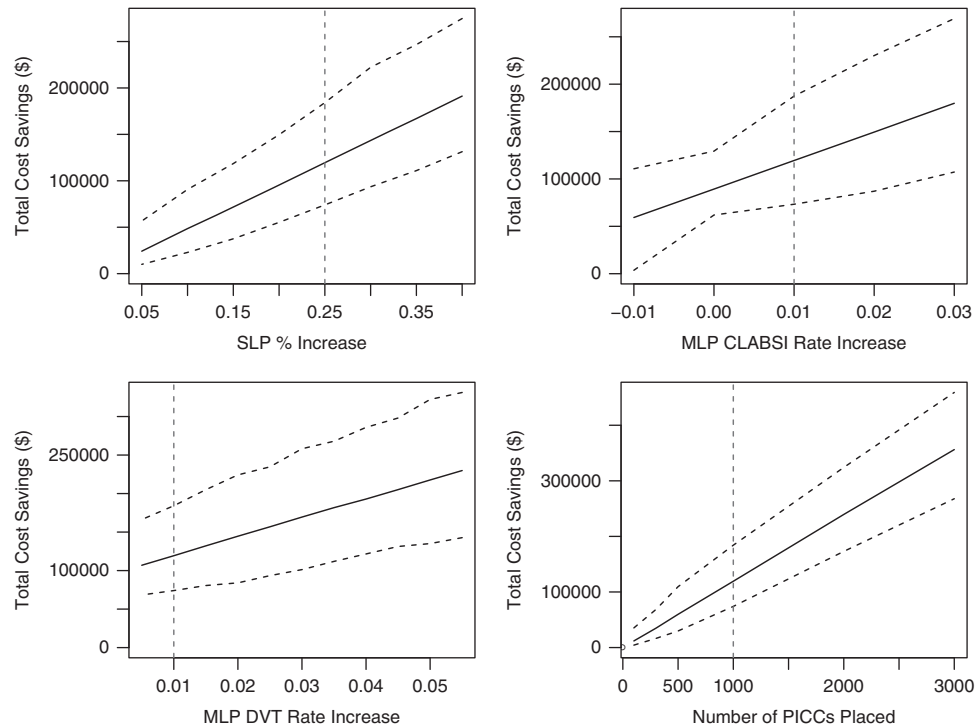 Total Cost Savings ($)
200000
100000
0
0.05 0.15 0.25 0.35
SLP % Increase
Total Cost Savings ($)
200000
100000
0
−0.01 0.00 0.01 0.02 0.03
MLP CLABSI Rate Increase
Total Cost Savings ($)
250000
100000
0
0.01 0.02 0.03 0.04 0.05
MLP DVT Rate Increase
Total Cost Savings ($)
300000
100000
0
0 500 1000 2000 3000
Number of PICCs Placed